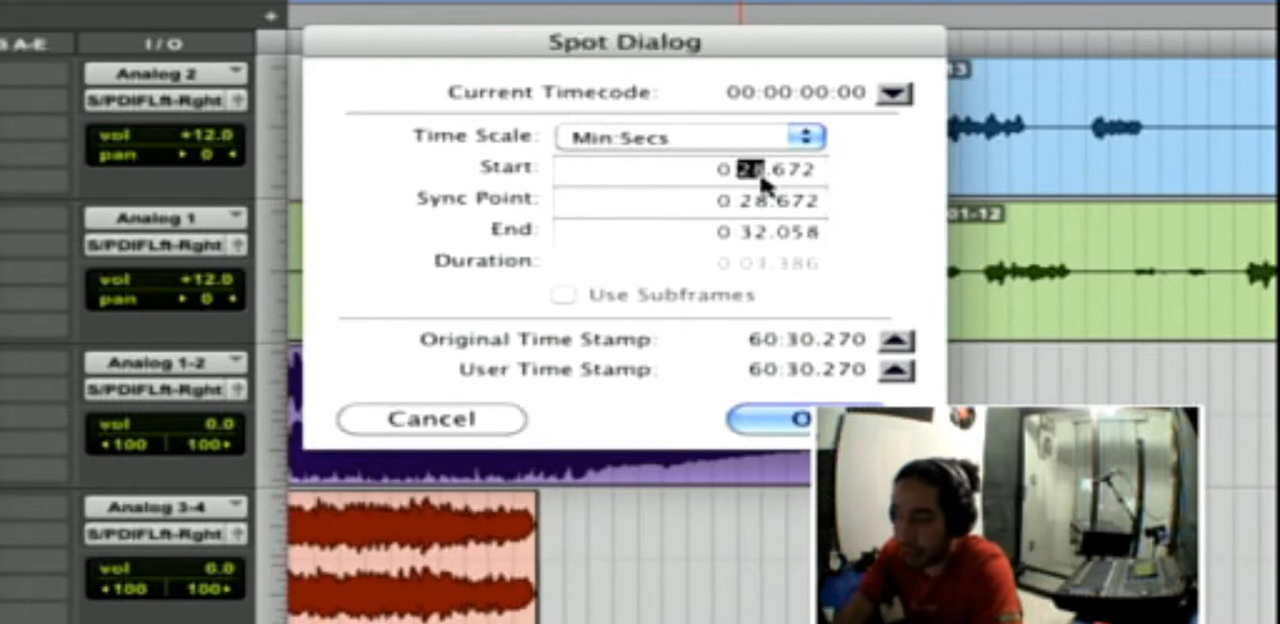 Spot Dialog
Current Timecode: 00:00:00:00
Time Scale: Min:Secs
Start: 0:28.672
Sync Point: 0:28.672
End: 0:32.058
Duration: 0:03.386
Use Subframes
Original Time Stamp: 60:30.270
User Time Stamp: 60:30.270
Cancel
S A-E
I / O
Analog 2
S/PDIFLft-Rght
vol +12.0
pan ▸ 0 ◂
Analog 1
S/PDIFLft-Rght
vol +12.0
pan ▸ 0 ◂
Analog 1-2
S/PDIFLft-Rght
vol 0.0
◂100 100▸
Analog 3-4
S/PDIFLft-Rght
vol 0.0
◂100 100▸
01-12